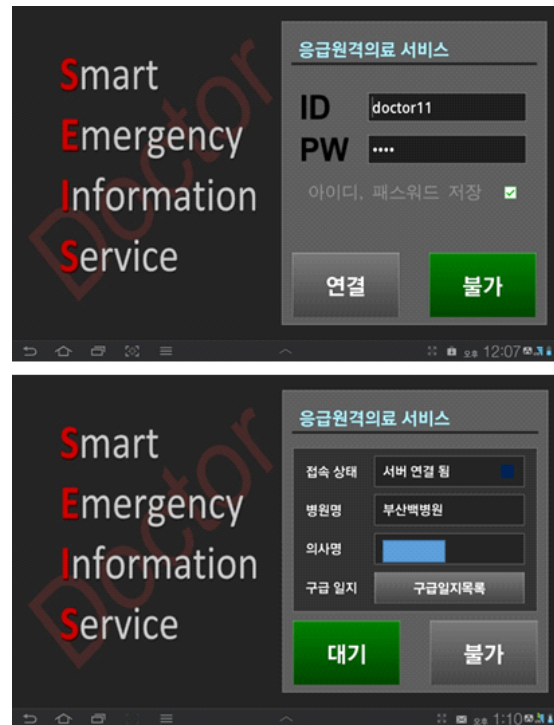 Smart
Emergency
Information
Service
Doctor
응급원격의료 서비스
ID doctor11
PW ••••
아이디, 패스워드 저장
연결 불가
오후 12:07
Smart
Emergency
Information
Service
Doctor
응급원격의료 서비스
접속 상태 서버 연결 됨
병원명 부산백병원
의사명
구급 일지 구급일지목록
대기 불가
오후 1:10